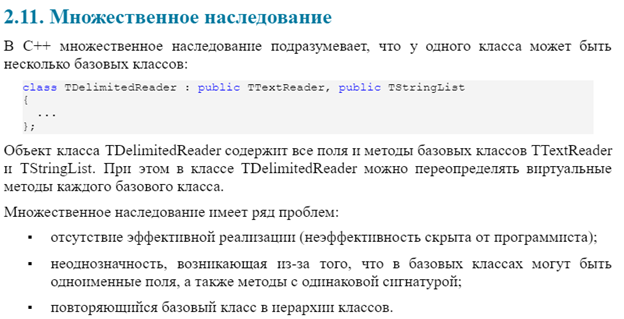 2.11. Множественное наследование
В C++ множественное наследование подразумевает, что у одного класса может быть
несколько базовых классов:
class TDelimitedReader : public TTextReader, public TStringList
{
...
};
Объект класса TDelimitedReader содержит все поля и методы базовых классов TTextReader
и TStringList. При этом в классе TDelimitedReader можно переопределять виртуальные
методы каждого базового класса.
Множественное наследование имеет ряд проблем:
▪ отсутствие эффективной реализации (неэффективность скрыта от программиста);
▪ неоднозначность, возникающая из-за того, что в базовых классах могут быть
одноименные поля, а также методы с одинаковой сигнатурой;
▪ повторяющийся базовый класс в иерархии классов.